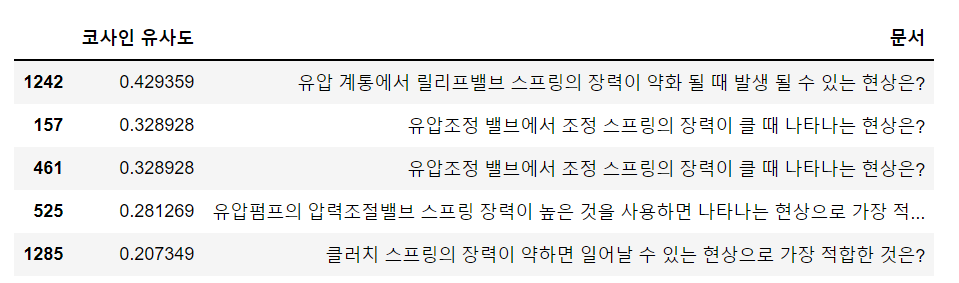 코사인 유사도 문서
1242 0.429359 유압 계통에서 릴리프밸브 스프링의 장력이 약화 될 때 발생 될 수 있는 현상은?
157 0.328928 유압조정 밸브에서 조정 스프링의 장력이 클 때 나타나는 현상은?
461 0.328928 유압조정 밸브에서 조정 스프링의 장력이 클 때 나타나는 현상은?
525 0.281269 유압펌프의 압력조절밸브 스프링 장력이 높은 것을 사용하면 나타나는 현상으로 가장 적...
1285 0.207349 클러치 스프링의 장력이 약하면 일어날 수 있는 현상으로 가장 적합한 것은?